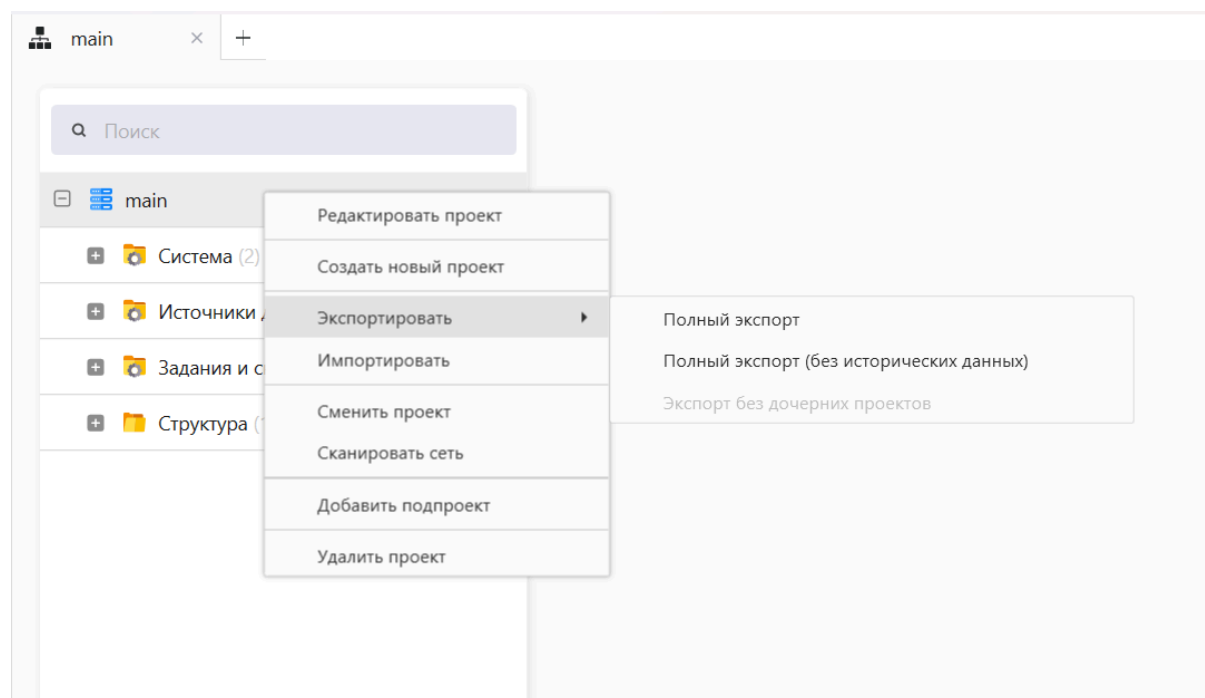 main
Поиск
main
Редактировать проект
Создать новый проект
Система (2)
Источники
Экспортировать
Полный экспорт
Импортировать
Полный экспорт (без исторических данных)
Задания и
Экспорт без дочерних проектов
Сменить проект
Структура
Сканировать сеть
Добавить подпроект
Удалить проект